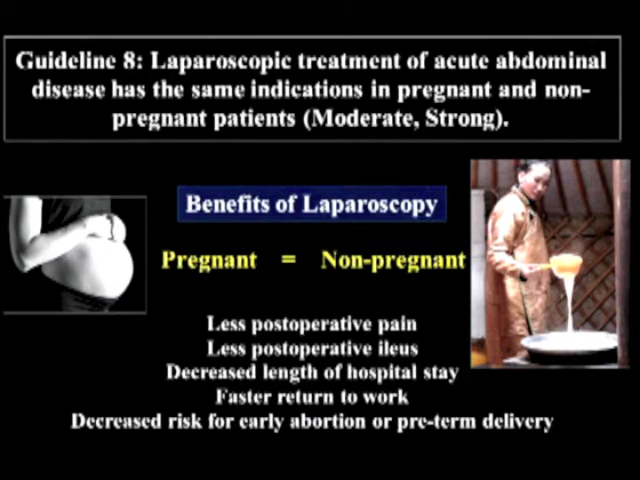 Guideline 8: Laparoscopic treatment of acute abdominal
disease has the same indications in pregnant and non-
pregnant patients (Moderate, Strong).
Benefits of Laparoscopy
Pregnant = Non-pregnant
Less postoperative pain
Less postoperative ileus
Decreased length of hospital stay
Faster return to work
Decreased risk for early abortion or pre-term delivery